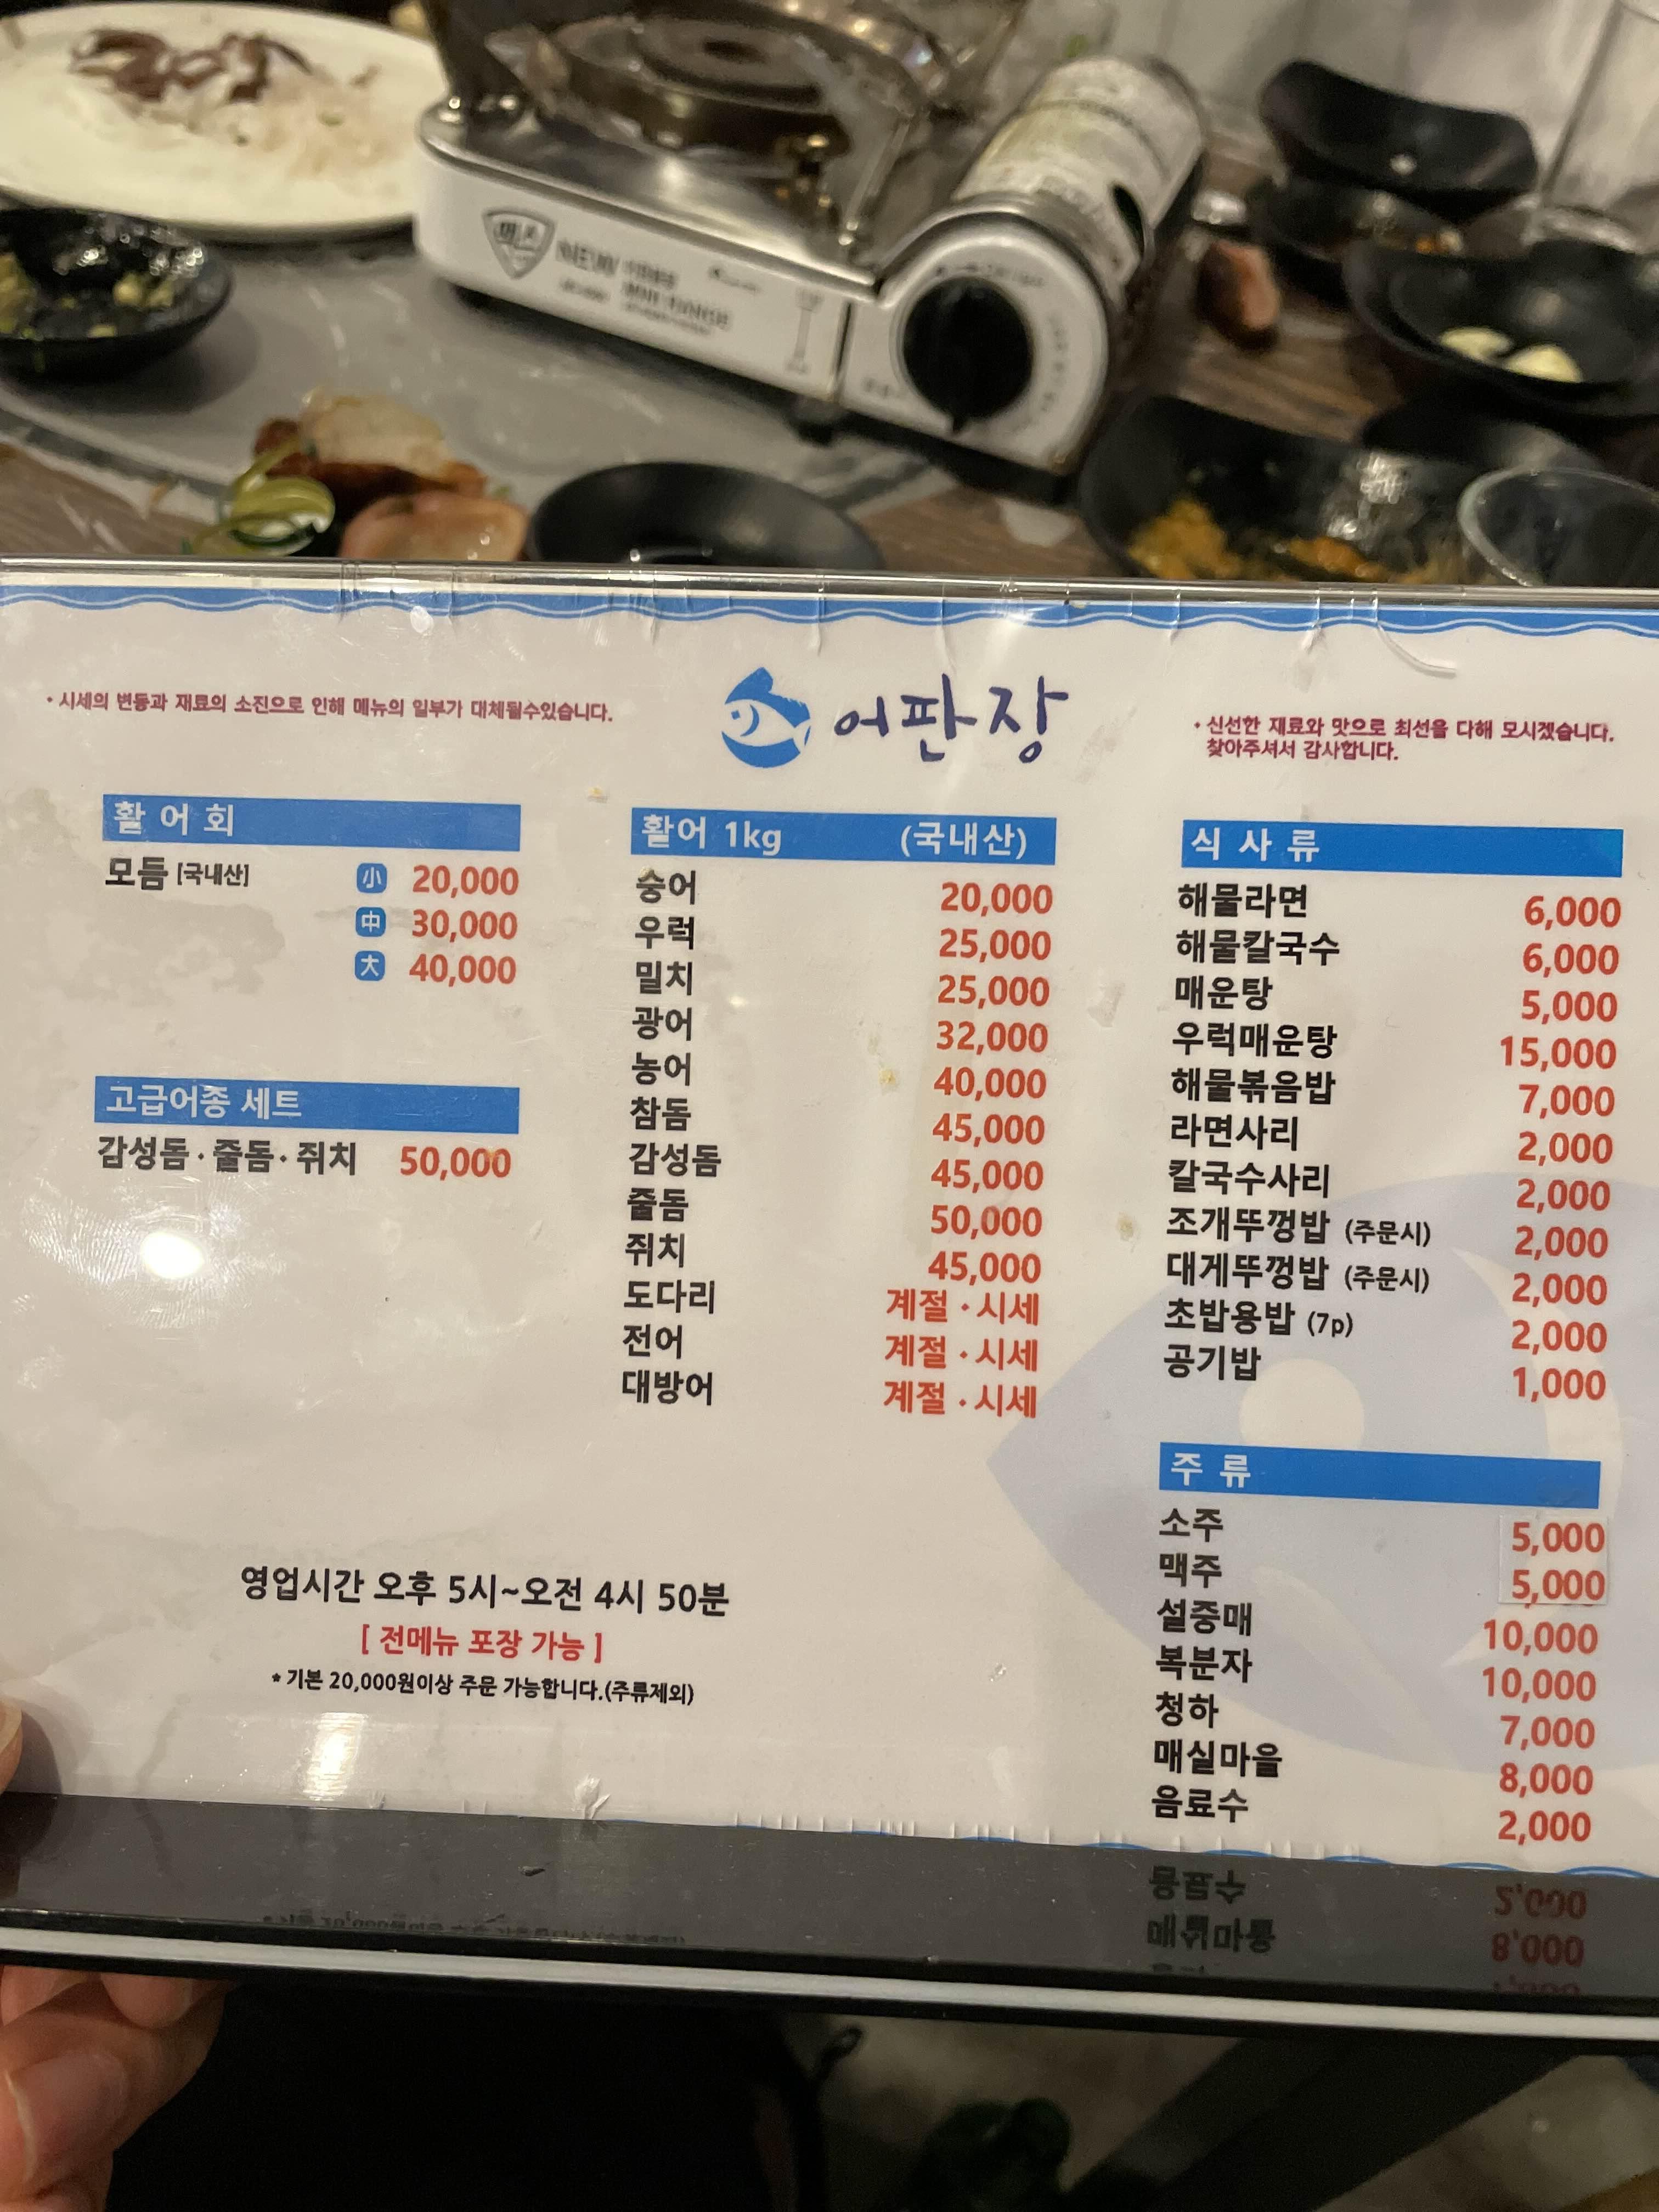 NEW
· 시세의 변동과 재료의 소진으로 인해 메뉴의 일부가 대체될수있습니다.
어판장
· 신선한 재료와 맛으로 최선을 다해 모시겠습니다.
찾아주셔서 감사합니다.
활어회
모듬 [국내산] 小 20,000
中 30,000
大 40,000
고급어종 세트
감성돔 · 줄돔 · 쥐치 50,000
활어 1kg (국내산)
숭어 20,000
우럭 25,000
밀치 25,000
광어 32,000
농어 40,000
참돔 45,000
감성돔 45,000
줄돔 50,000
쥐치 45,000
도다리 계절 · 시세
전어 계절 · 시세
대방어 계절 · 시세
식사류
해물라면 6,000
해물칼국수 6,000
매운탕 5,000
우럭매운탕 15,000
해물볶음밥 7,000
라면사리 2,000
칼국수사리 2,000
조개뚜껑밥 (주문시) 2,000
대게뚜껑밥 (주문시) 2,000
초밥용밥 (7p) 2,000
공기밥 1,000
주류
소주 5,000
맥주 5,000
설중매 10,000
복분자 10,000
청하 7,000
매실마을 8,000
음료수 2,000
영업시간 오후 5시~오전 4시 50분
[ 전메뉴 포장 가능 ]
* 기본 20,000원이상 주문 가능합니다.(주류제외)